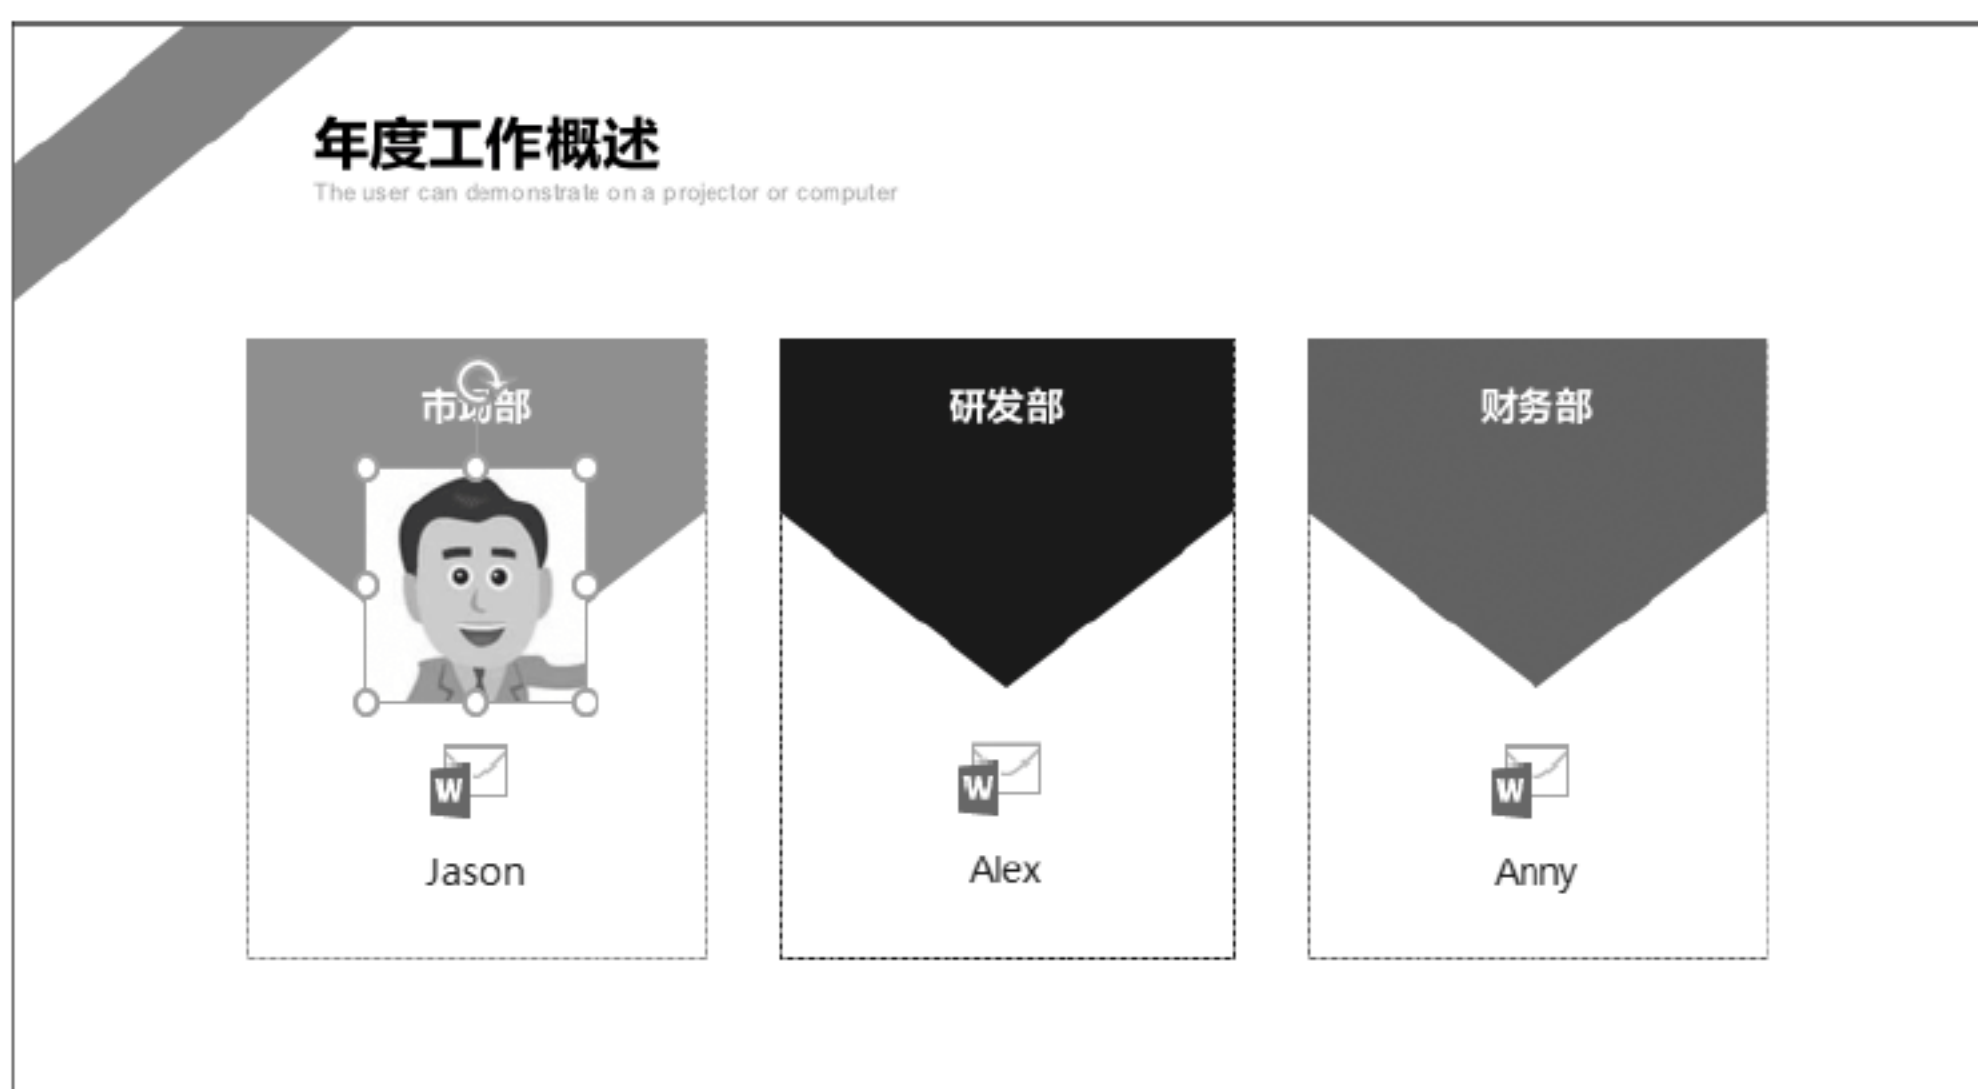 年度工作概述
The user can demonstrate on a projector or computer
市场部
研发部
财务部
W
W
W
Jason
Alex
Anny